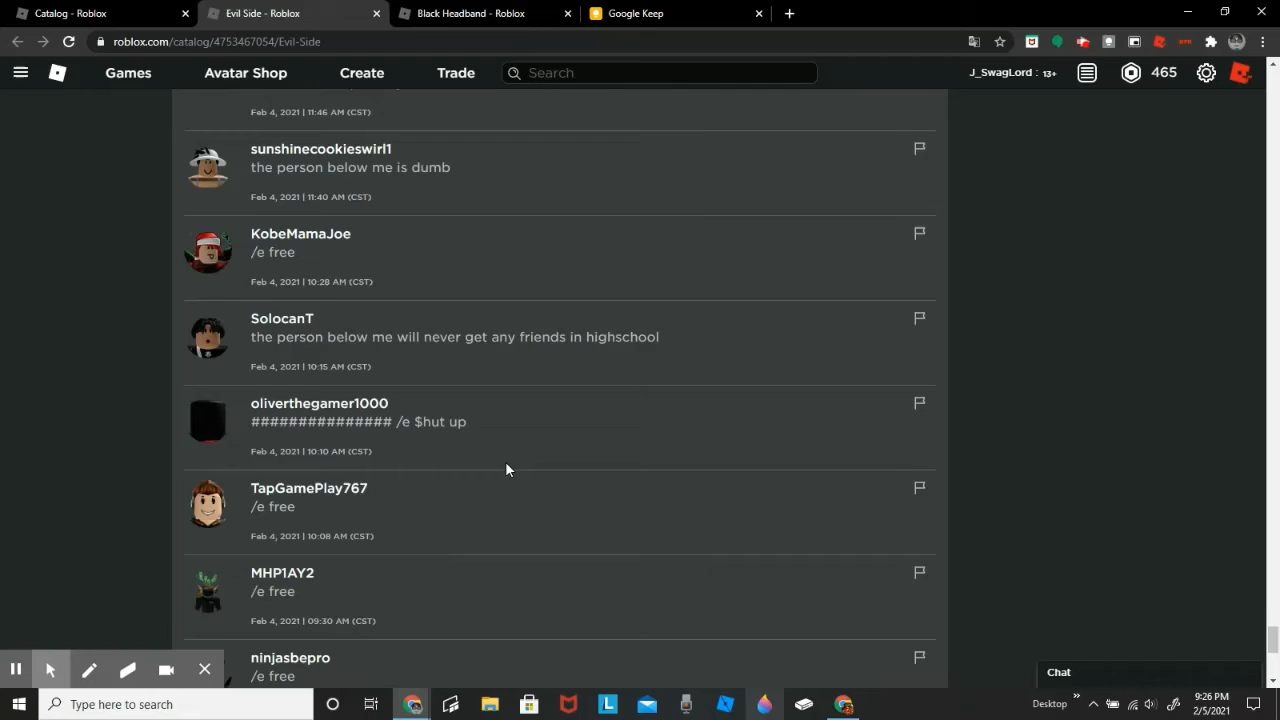 Catalog - Roblox
Evil Side - Roblox
Black Headband - Roblox
Google Keep
roblox.com/catalog/4753467054/Evil-Side
Games
Avatar Shop
Create
Trade
Search
J_SwagLord : 13+
465
Feb 4, 2021 | 11:46 AM (CST)
sunshinecookieswirl1
the person below me is dumb
Feb 4, 2021 | 11:40 AM (CST)
KobeMamaJoe
/e free
Feb 4, 2021 | 10:28 AM (CST)
SolocanT
the person below me will never get any friends in highschool
Feb 4, 2021 | 10:15 AM (CST)
oliverthegamer1000
############### /e $hut up
Feb 4, 2021 | 10:10 AM (CST)
TapGamePlay767
/e free
Feb 4, 2021 | 10:08 AM (CST)
MHP1AY2
/e free
Feb 4, 2021 | 09:30 AM (CST)
ninjasbepro
/e free
Chat
Type here to search
Desktop
9:26 PM
2/5/2021